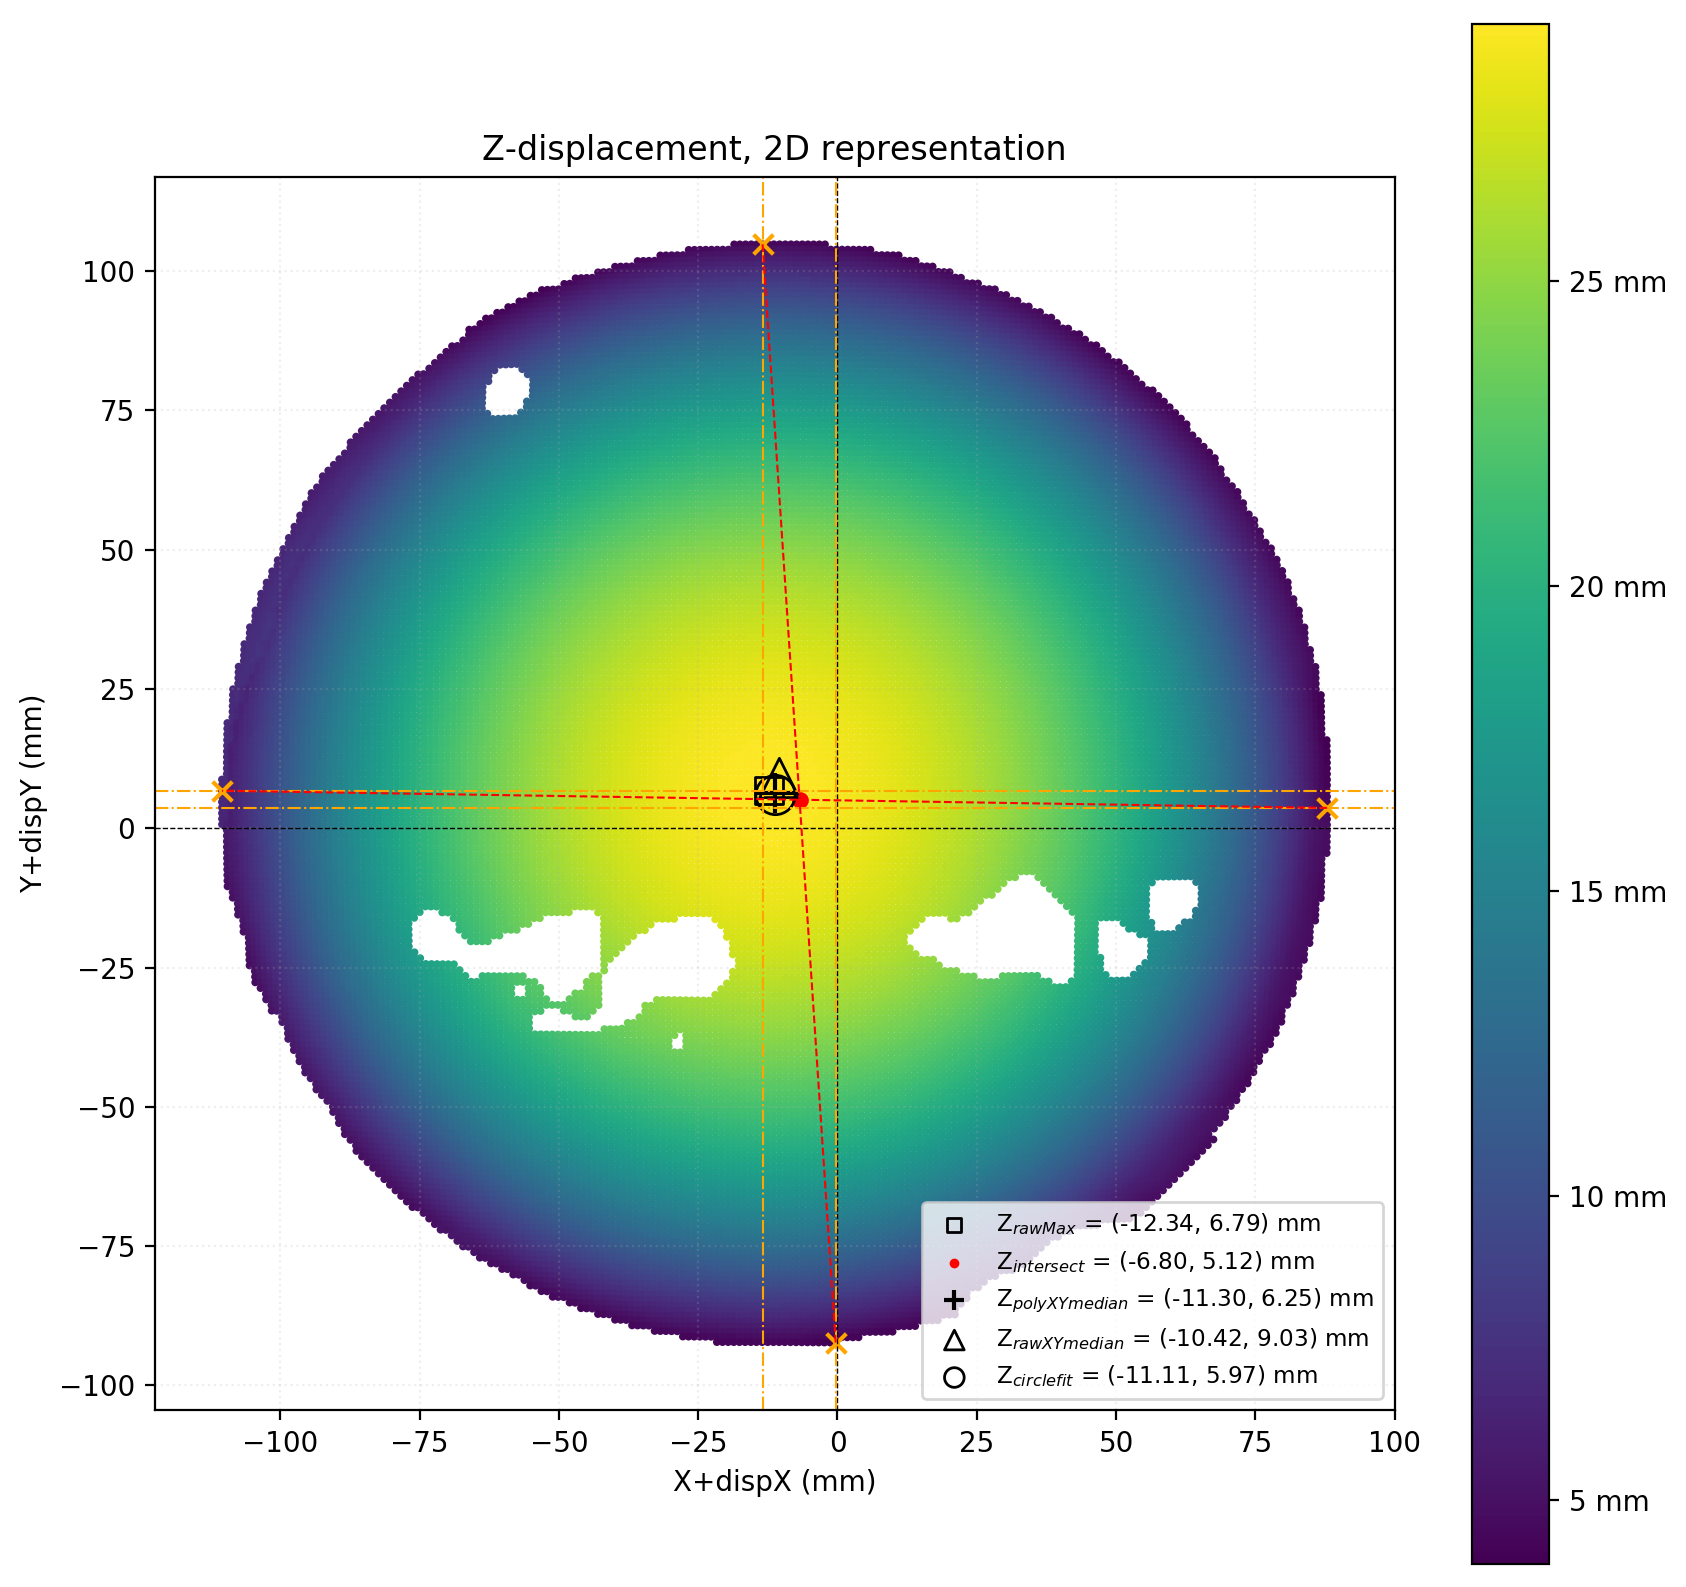 Z-displacement, 2D representation
Y+dispY (mm)
100
75
50
25
0
−25
−50
−75
−100
−100
−75
−50
−25
0
25
50
75
100
X+dispX (mm)
Z_rawMax = (-12.34, 6.79) mm
Z_intersect = (-6.80, 5.12) mm
Z_polyXYmedian = (-11.30, 6.25) mm
Z_rawXYmedian = (-10.42, 9.03) mm
Z_circlefit = (-11.11, 5.97) mm
25 mm
20 mm
15 mm
10 mm
5 mm